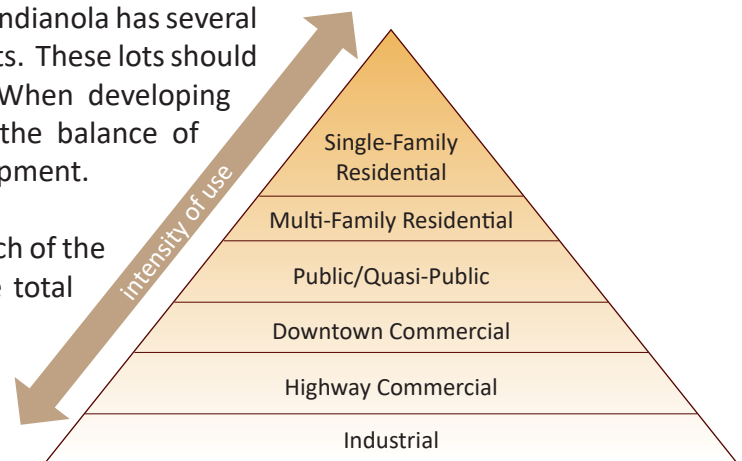 ndianola has several
ts. These lots should
When developing
the balance of
pment.
ch of the
total
intensity of use
Single-Family
Residential
Multi-Family Residential
Public/Quasi-Public
Downtown Commercial
Highway Commercial
Industrial